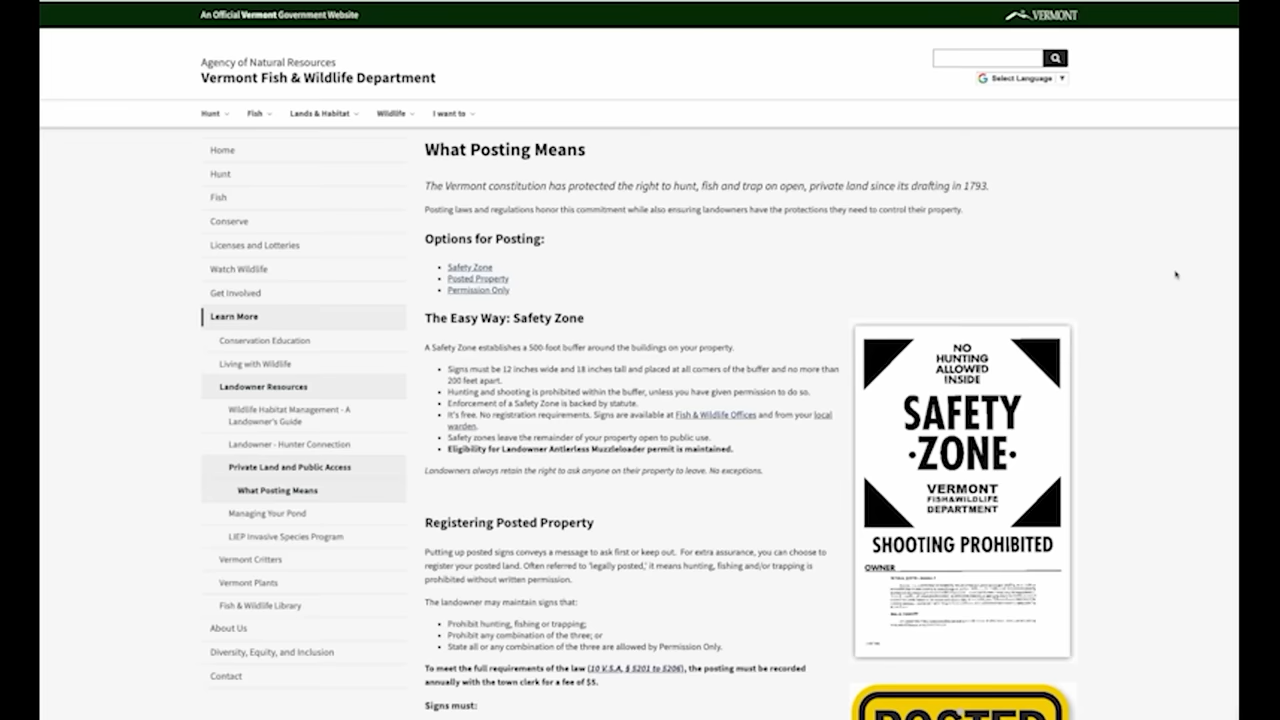 An Official Vermont Government Website
VERMONT
Agency of Natural Resources
Vermont Fish & Wildlife Department
Select Language ▼
Hunt
Fish
Lands & Habitat
Wildlife
I want to
Home
Hunt
Fish
Conserve
Licenses and Lotteries
Watch Wildlife
Get Involved
Learn More
Conservation Education
Living with Wildlife
Landowner Resources
Wildlife Habitat Management - A
Landowner's Guide
Landowner - Hunter Connection
Private Land and Public Access
What Posting Means
Managing Your Pond
LIEP Invasive Species Program
Vermont Critters
Vermont Plants
Fish & Wildlife Library
About Us
Diversity, Equity, and Inclusion
Contact
What Posting Means
The Vermont constitution has protected the right to hunt, fish and trap on open, private land since its drafting in 1793.
Posting laws and regulations honor this commitment while also ensuring landowners have the protections they need to control their property.
Options for Posting:
• Safety Zone
• Posted Property
• Permission Only
The Easy Way: Safety Zone
A Safety Zone establishes a 500-foot buffer around the buildings on your property.
• Signs must be 12 inches wide and 18 inches tall and placed at all corners of the buffer and no more than
200 feet apart.
• Hunting and shooting is prohibited within the buffer, unless you have given permission to do so.
• Enforcement of a Safety Zone is backed by statute.
• It's free. No registration requirements. Signs are available at Fish & Wildlife Offices and from your local
warden.
• Safety zones leave the remainder of your property open to public use.
• Eligibility for Landowner Antlerless Muzzleloader permit is maintained.
Landowners always retain the right to ask anyone on their property to leave. No exceptions.
Registering Posted Property
Putting up posted signs conveys a message to ask first or keep out. For extra assurance, you can choose to
register your posted land. Often referred to 'legally posted,' it means hunting, fishing and/or trapping is
prohibited without written permission.
The landowner may maintain signs that:
• Prohibit hunting, fishing or trapping;
• Prohibit any combination of the three; or
• State all or any combination of the three are allowed by Permission Only.
To meet the full requirements of the law (10 V.S.A. § 5201 to 5206), the posting must be recorded
annually with the town clerk for a fee of $5.
Signs must:
NO
HUNTING
ALLOWED
INSIDE
SAFETY
·ZONE·
VERMONT
FISH&WILDLIFE
DEPARTMENT
SHOOTING PROHIBITED
OWNER
POSTED